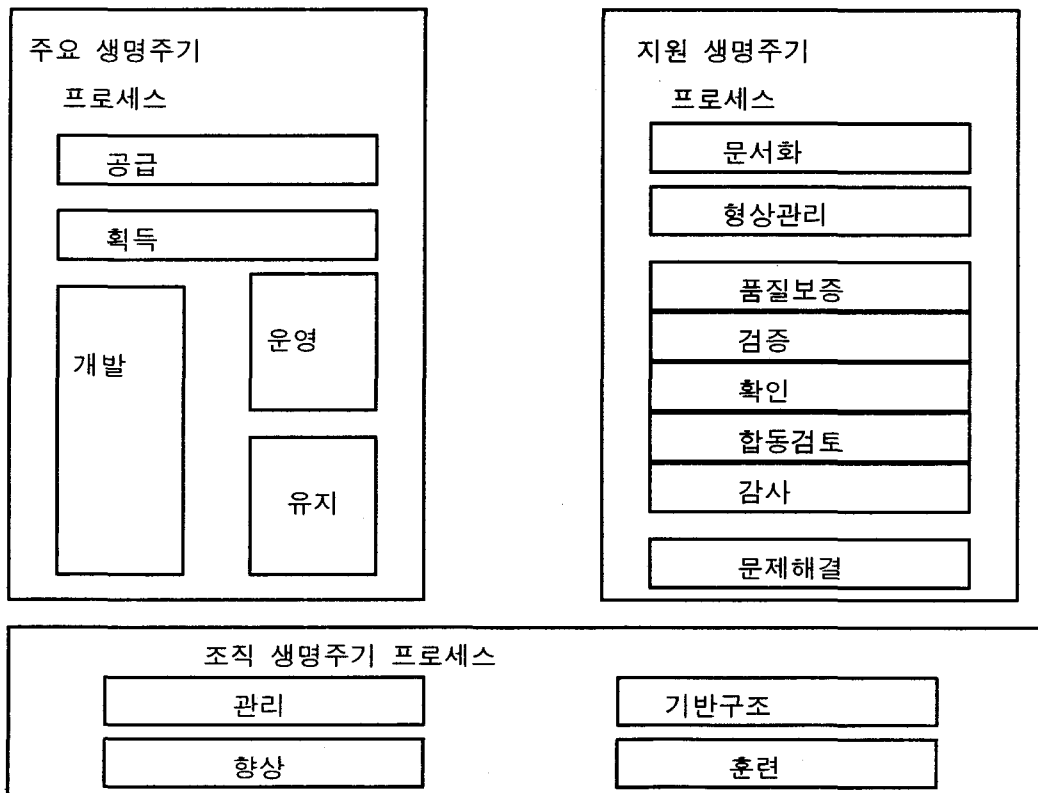 주요 생명주기
프로세스
공급
획득
개발
운영
유지
지원 생명주기
프로세스
문서화
형상관리
품질보증
검증
확인
합동검토
감사
문제해결
조직 생명주기 프로세스
관리
기반구조
향상
훈련